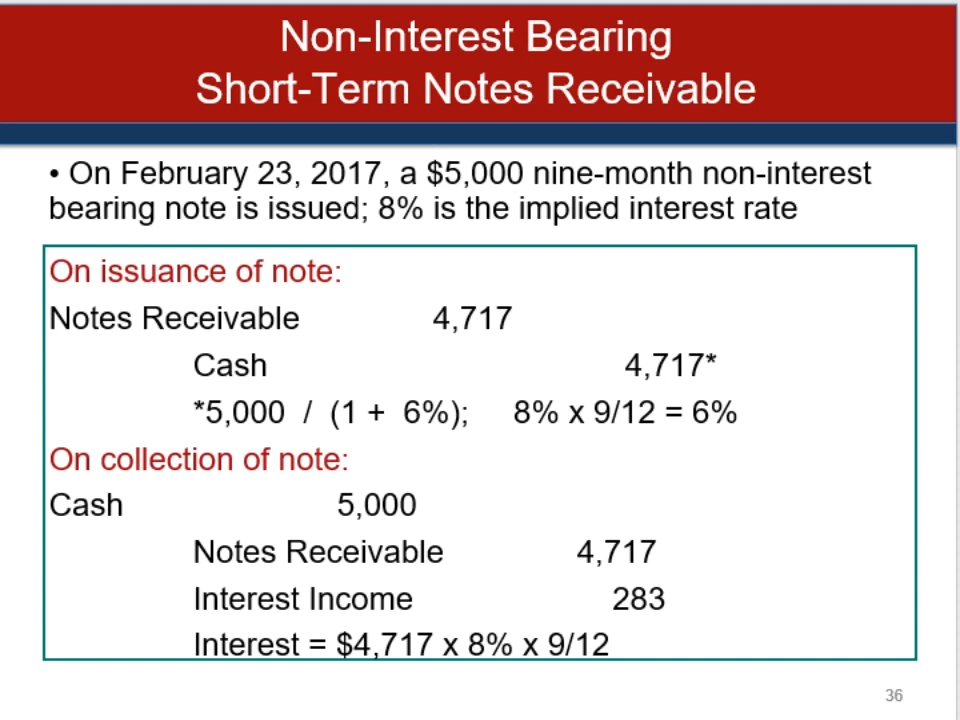 Non-Interest Bearing
Short-Term Notes Receivable
• On February 23, 2017, a $5,000 nine-month non-interest
bearing note is issued; 8% is the implied interest rate
On issuance of note:
Notes Receivable 4,717
Cash 4,717*
*5,000 / (1 + 6%); 8% x 9/12 = 6%
On collection of note:
Cash 5,000
Notes Receivable 4,717
Interest Income 283
Interest = $4,717 x 8% x 9/12
36